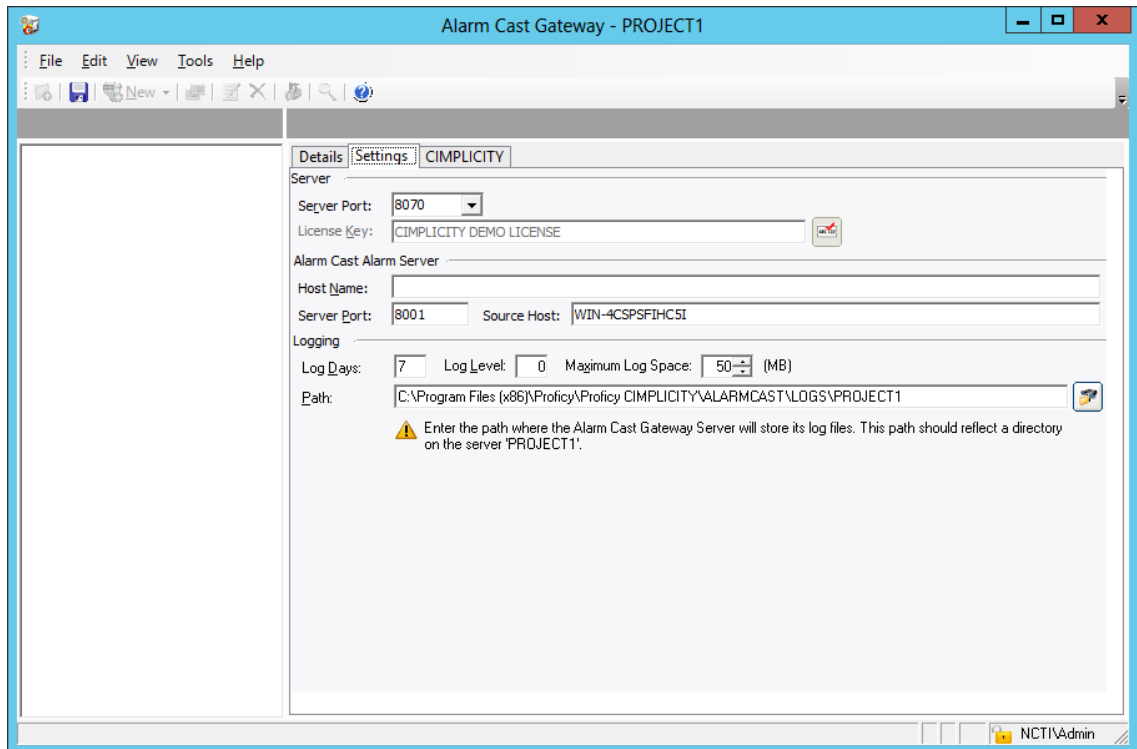 Alarm Cast Gateway - PROJECT1
File Edit View Tools Help
New
Details Settings CIMPLICITY
Server
Server Port: 8070
License Key: CIMPLICITY DEMO LICENSE
Alarm Cast Alarm Server
Host Name:
Server Port: 8001 Source Host: WIN-4CSPSFIHC5I
Logging
Log Days: 7 Log Level: 0 Maximum Log Space: 50 (MB)
Path: C:\Program Files (x86)\Proficy\Proficy CIMPLICITY\ALARMCAST\LOGS\PROJECT1
Enter the path where the Alarm Cast Gateway Server will store its log files. This path should reflect a directory
on the server 'PROJECT1'.
NCTI\Admin